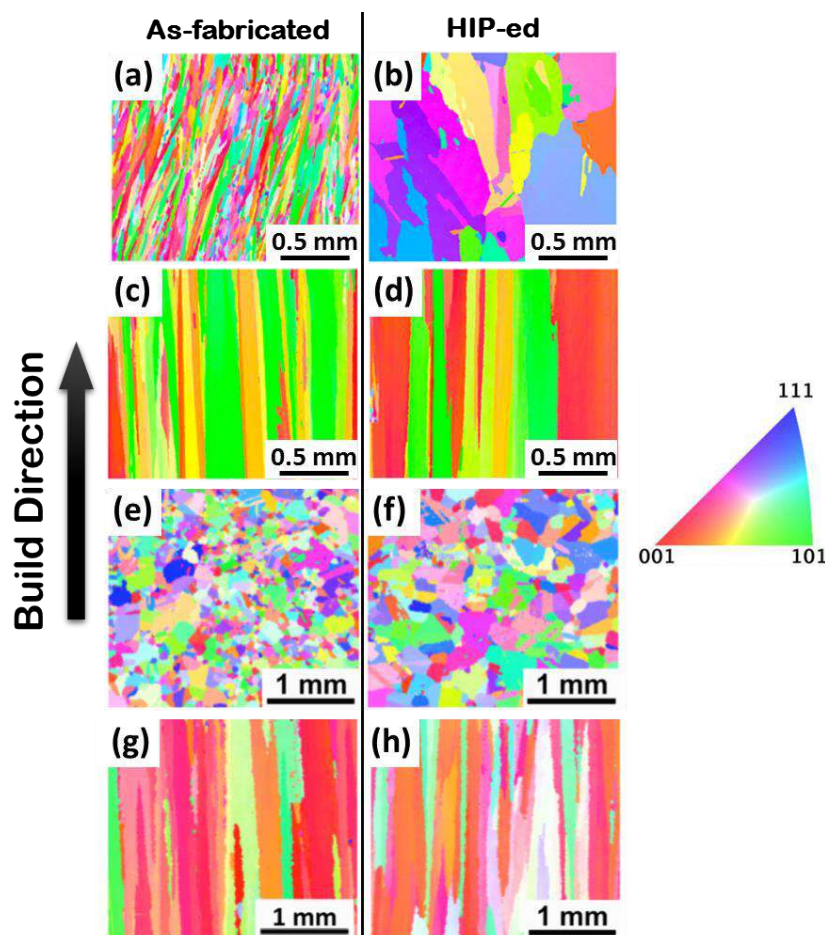 As-fabricated
HIP-ed
(a)
(b)
0.5 mm
0.5 mm
(c)
(d)
0.5 mm
0.5 mm
Build Direction
111
001
101
(e)
(f)
1 mm
1 mm
(g)
(h)
1 mm
1 mm